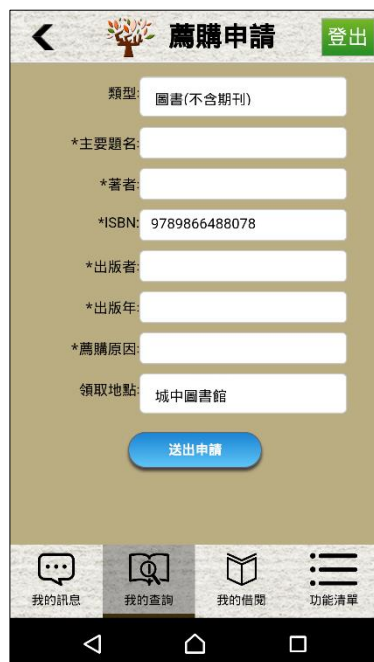 薦購申請
登出
類型:
圖書(不含期刊)
*主要題名:
*著者:
*ISBN:
9789866488078
*出版者:
*出版年:
*薦購原因:
領取地點:
城中圖書館
送出申請
我的訊息
我的查詢
我的借閱
功能清單